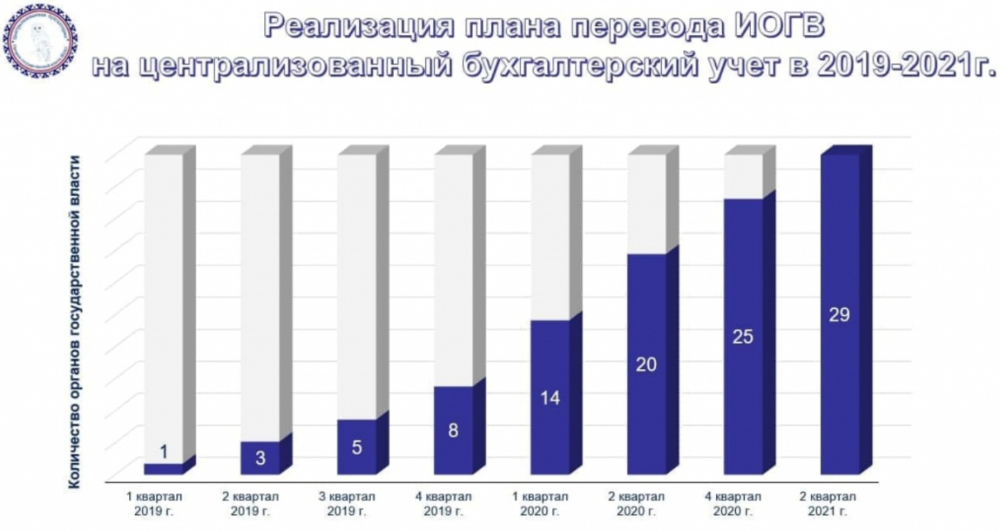 Реализация плана перевода ИОГВ
на централизованный бухгалтерский учет в 2019-2021г.
Количество органов государственной власти
1
3
5
8
14
20
25
29
1 квартал
2019 г.
2 квартал
2019 г.
3 квартал
2019 г.
4 квартал
2019 г.
1 квартал
2020 г.
2 квартал
2020 г.
4 квартал
2020 г.
2 квартал
2021 г.